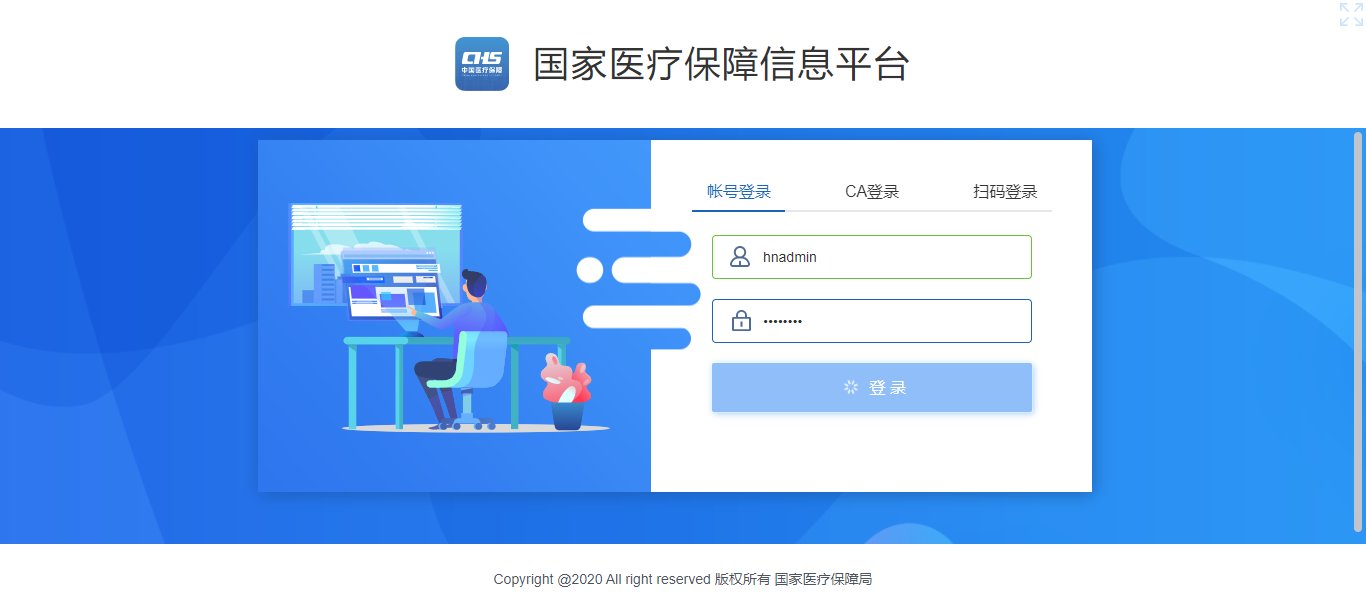 CHS
中国医疗保障
国家医疗保障信息平台
帐号登录
CA登录
扫码登录
hnadmin
••••••••
登录
Copyright @2020 All right reserved 版权所有 国家医疗保障局